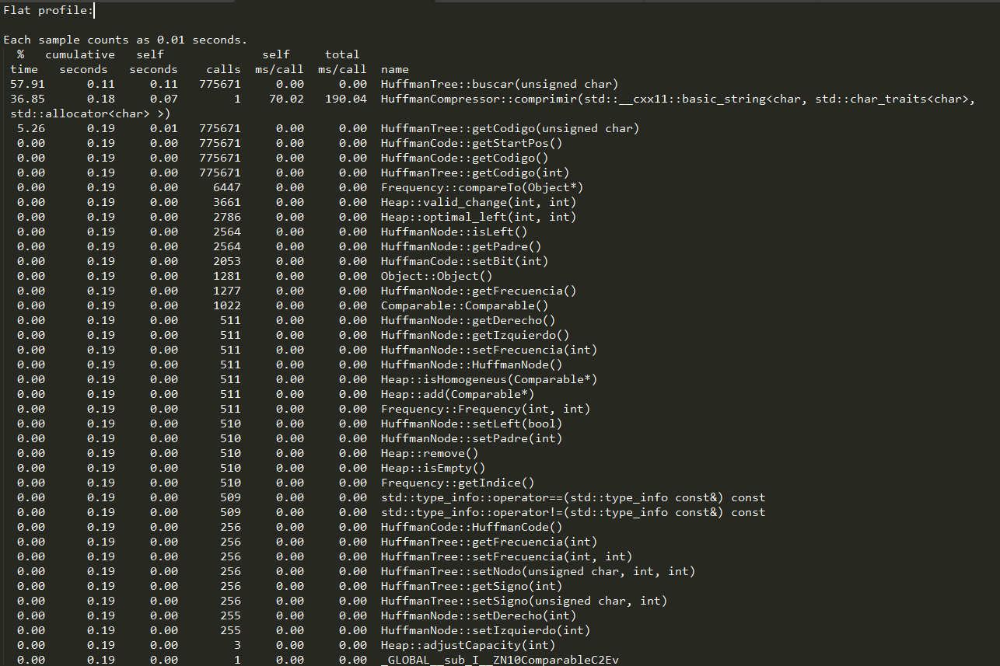 Flat profile:
Each sample counts as 0.01 seconds.
  %   cumulative   self              self     total
 time   seconds   seconds    calls  ms/call  ms/call  name
 57.91      0.11     0.11   775671     0.00     0.00  HuffmanTree::buscar(unsigned char)
 36.85      0.18     0.07        1    70.02   190.04  HuffmanCompressor::comprimir(std::__cxx11::basic_string<char, std::char_traits<char>,
 std::allocator<char> >)
  5.26      0.19     0.01   775671     0.00     0.00  HuffmanTree::getCodigo(unsigned char)
  0.00      0.19     0.00   775671     0.00     0.00  HuffmanCode::getStartPos()
  0.00      0.19     0.00   775671     0.00     0.00  HuffmanCode::getCodigo()
  0.00      0.19     0.00   775671     0.00     0.00  HuffmanTree::getCodigo(int)
  0.00      0.19     0.00     6447     0.00     0.00  Frequency::compareTo(Object*)
  0.00      0.19     0.00     3661     0.00     0.00  Heap::valid_change(int, int)
  0.00      0.19     0.00     2786     0.00     0.00  Heap::optimal_left(int, int)
  0.00      0.19     0.00     2564     0.00     0.00  HuffmanNode::isLeft()
  0.00      0.19     0.00     2564     0.00     0.00  HuffmanNode::getPadre()
  0.00      0.19     0.00     2053     0.00     0.00  HuffmanCode::setBit(int)
  0.00      0.19     0.00     1281     0.00     0.00  Object::Object()
  0.00      0.19     0.00     1277     0.00     0.00  HuffmanNode::getFrecuencia()
  0.00      0.19     0.00     1022     0.00     0.00  Comparable::Comparable()
  0.00      0.19     0.00      511     0.00     0.00  HuffmanNode::getDerecho()
  0.00      0.19     0.00      511     0.00     0.00  HuffmanNode::getIzquierdo()
  0.00      0.19     0.00      511     0.00     0.00  HuffmanNode::setFrecuencia(int)
  0.00      0.19     0.00      511     0.00     0.00  HuffmanNode::HuffmanNode()
  0.00      0.19     0.00      511     0.00     0.00  Heap::isHomogeneus(Comparable*)
  0.00      0.19     0.00      511     0.00     0.00  Heap::add(Comparable*)
  0.00      0.19     0.00      511     0.00     0.00  Frequency::Frequency(int, int)
  0.00      0.19     0.00      510     0.00     0.00  HuffmanNode::setLeft(bool)
  0.00      0.19     0.00      510     0.00     0.00  HuffmanNode::setPadre(int)
  0.00      0.19     0.00      510     0.00     0.00  Heap::remove()
  0.00      0.19     0.00      510     0.00     0.00  Heap::isEmpty()
  0.00      0.19     0.00      510     0.00     0.00  Frequency::getIndice()
  0.00      0.19     0.00      509     0.00     0.00  std::type_info::operator==(std::type_info const&) const
  0.00      0.19     0.00      509     0.00     0.00  std::type_info::operator!=(std::type_info const&) const
  0.00      0.19     0.00      256     0.00     0.00  HuffmanCode::HuffmanCode()
  0.00      0.19     0.00      256     0.00     0.00  HuffmanTree::getFrecuencia(int)
  0.00      0.19     0.00      256     0.00     0.00  HuffmanTree::setFrecuencia(int, int)
  0.00      0.19     0.00      256     0.00     0.00  HuffmanTree::setNodo(unsigned char, int, int)
  0.00      0.19     0.00      256     0.00     0.00  HuffmanTree::getSigno(int)
  0.00      0.19     0.00      256     0.00     0.00  HuffmanTree::setSigno(unsigned char, int)
  0.00      0.19     0.00      255     0.00     0.00  HuffmanNode::setDerecho(int)
  0.00      0.19     0.00      255     0.00     0.00  HuffmanNode::setIzquierdo(int)
  0.00      0.19     0.00        3     0.00     0.00  Heap::adjustCapacity(int)
  0.00      0.19     0.00        1     0.00     0.00  _GLOBAL__sub_I__ZN10ComparableC2Ev